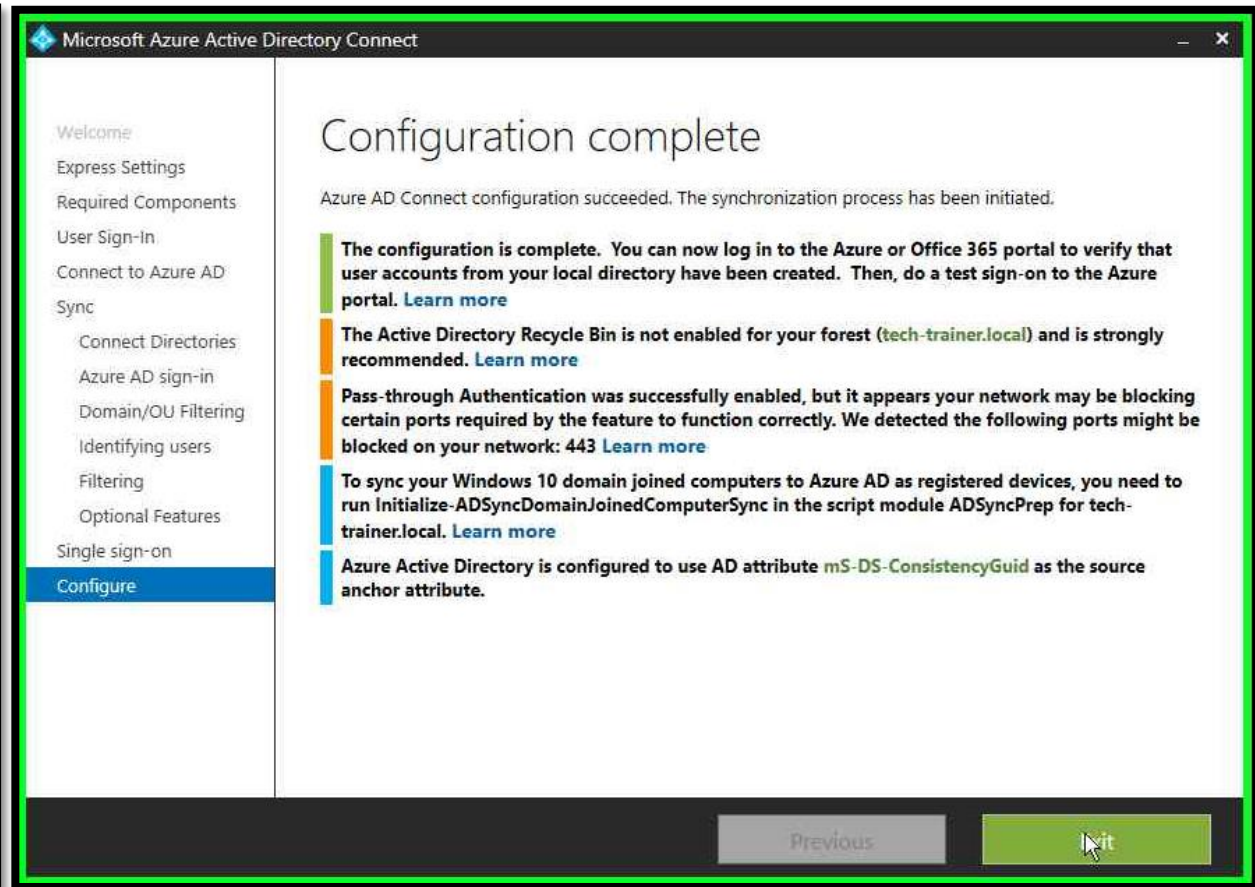 Microsoft Azure Active Directory Connect
Welcome
Express Settings
Required Components
User Sign-In
Connect to Azure AD
Sync
Connect Directories
Azure AD sign-in
Domain/OU Filtering
Identifying users
Filtering
Optional Features
Single sign-on
Configure
Configuration complete
Azure AD Connect configuration succeeded. The synchronization process has been initiated.
The configuration is complete.  You can now log in to the Azure or Office 365 portal to verify that
user accounts from your local directory have been created.  Then, do a test sign-on to the Azure
portal. Learn more
The Active Directory Recycle Bin is not enabled for your forest (tech-trainer.local) and is strongly
recommended. Learn more
Pass-through Authentication was successfully enabled, but it appears your network may be blocking
certain ports required by the feature to function correctly. We detected the following ports might be
blocked on your network: 443 Learn more
To sync your Windows 10 domain joined computers to Azure AD as registered devices, you need to
run Initialize-ADSyncDomainJoinedComputerSync in the script module ADSyncPrep for tech-
trainer.local. Learn more
Azure Active Directory is configured to use AD attribute mS-DS-ConsistencyGuid as the source
anchor attribute.
Previous
Exit